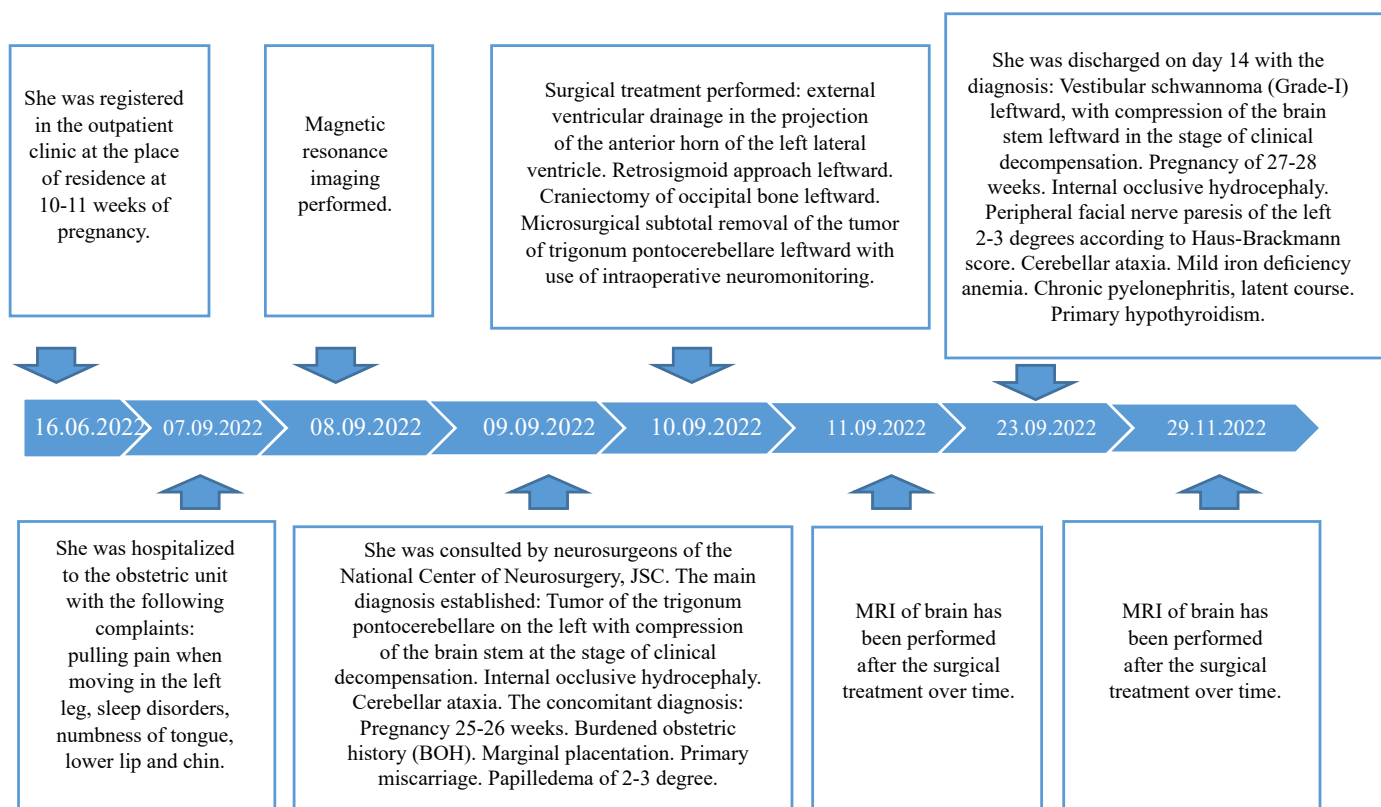 She was registered
in the outpatient
clinic at the place
of residence at
10-11 weeks of
pregnancy.
Magnetic
resonance
imaging
performed.
Surgical treatment performed: external
ventricular drainage in the projection
of the anterior horn of the left lateral
ventricle. Retrosigmoid approach leftward.
Craniectomy of occipital bone leftward.
Microsurgical subtotal removal of the tumor
of trigonum pontocerebellare leftward with
use of intraoperative neuromonitoring.
She was discharged on day 14 with the
diagnosis: Vestibular schwannoma (Grade-I)
leftward, with compression of the brain
stem leftward in the stage of clinical
decompensation. Pregnancy of 27-28
weeks. Internal occlusive hydrocephaly.
Peripheral facial nerve paresis of the left
2-3 degrees according to Haus-Brackmann
score. Cerebellar ataxia. Mild iron deficiency
anemia. Chronic pyelonephritis, latent course.
Primary hypothyroidism.
16.06.2022 07.09.2022 08.09.2022 09.09.2022 10.09.2022 11.09.2022 23.09.2022 29.11.2022
She was hospitalized
to the obstetric unit
with the following
complaints:
pulling pain when
moving in the left
leg, sleep disorders,
numbness of tongue,
lower lip and chin.
She was consulted by neurosurgeons of the
National Center of Neurosurgery, JSC. The main
diagnosis established: Tumor of the trigonum
pontocerebellare on the left with compression
of the brain stem at the stage of clinical
decompensation. Internal occlusive hydrocephaly.
Cerebellar ataxia. The concomitant diagnosis:
Pregnancy 25-26 weeks. Burdened obstetric
history (BOH). Marginal placentation. Primary
miscarriage. Papilledema of 2-3 degree.
MRI of brain has
been performed
after the surgical
treatment over time.
MRI of brain has
been performed
after the surgical
treatment over time.